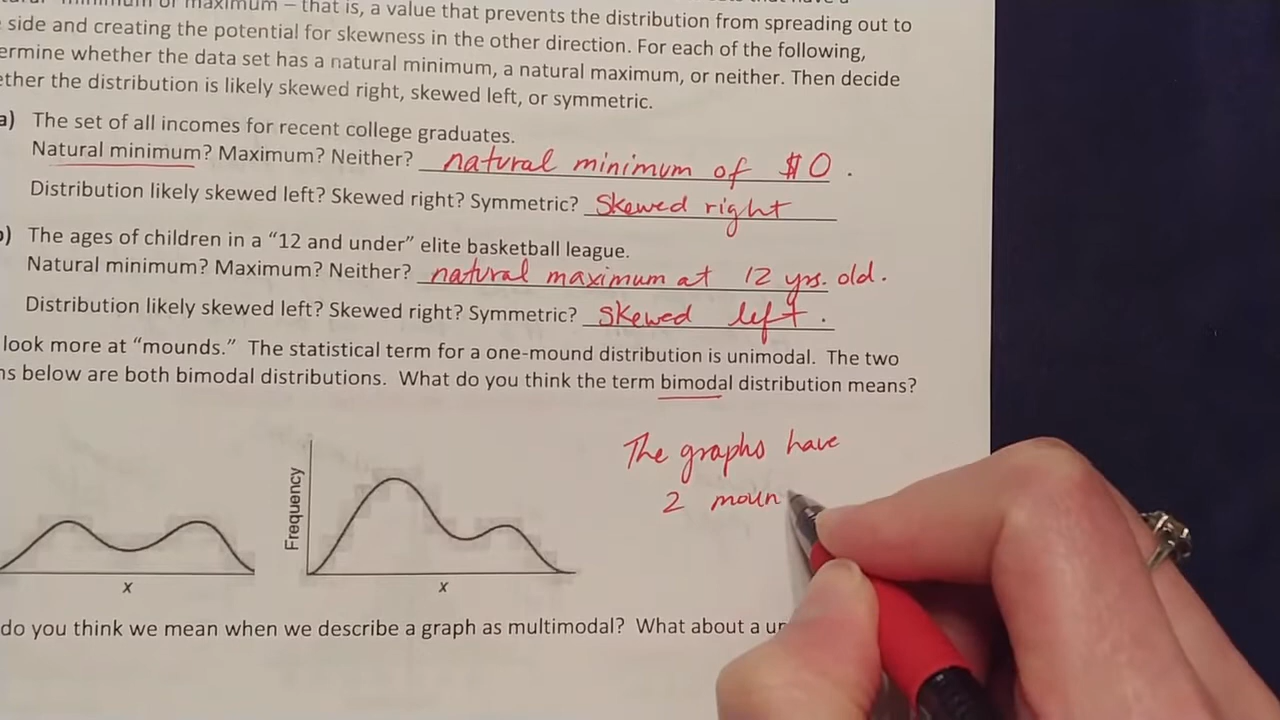 minimum or maximum – that is, a value that prevents the distribution from spreading out to
side and creating the potential for skewness in the other direction. For each of the following,
ermine whether the data set has a natural minimum, a natural maximum, or neither. Then decide
ether the distribution is likely skewed right, skewed left, or symmetric.
a) The set of all incomes for recent college graduates.
Natural minimum? Maximum? Neither? natural minimum of $0.
Distribution likely skewed left? Skewed right? Symmetric? Skewed right
) The ages of children in a “12 and under” elite basketball league.
Natural minimum? Maximum? Neither? natural maximum at 12 yrs. old.
Distribution likely skewed left? Skewed right? Symmetric? skewed left.
look more at “mounds.” The statistical term for a one-mound distribution is unimodal. The two
ns below are both bimodal distributions. What do you think the term bimodal distribution means?
The graphs have
2 moun
Frequency
x
x
do you think we mean when we describe a graph as multimodal? What about a